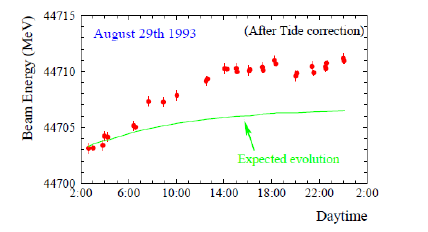 44715
August 29th 1993
(After Tide correction)
Beam Energy (MeV)
44710
44705
Expected evolution
44700
2:00 6:00 10:00 14:00 18:00 22:00 2:00
Daytime